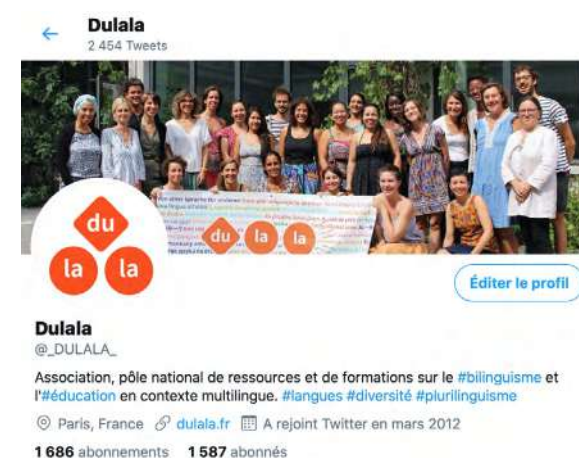 Dulala
2 454 Tweets
du
la la
du la la
Éditer le profil
Dulala
@_DULALA_
Association, pôle national de ressources et de formations sur le #bilinguisme et
l'#éducation en contexte multilingue. #langues #diversité #plurilinguisme
Paris, France dulala.fr A rejoint Twitter en mars 2012
1 686 abonnements 1 587 abonnés